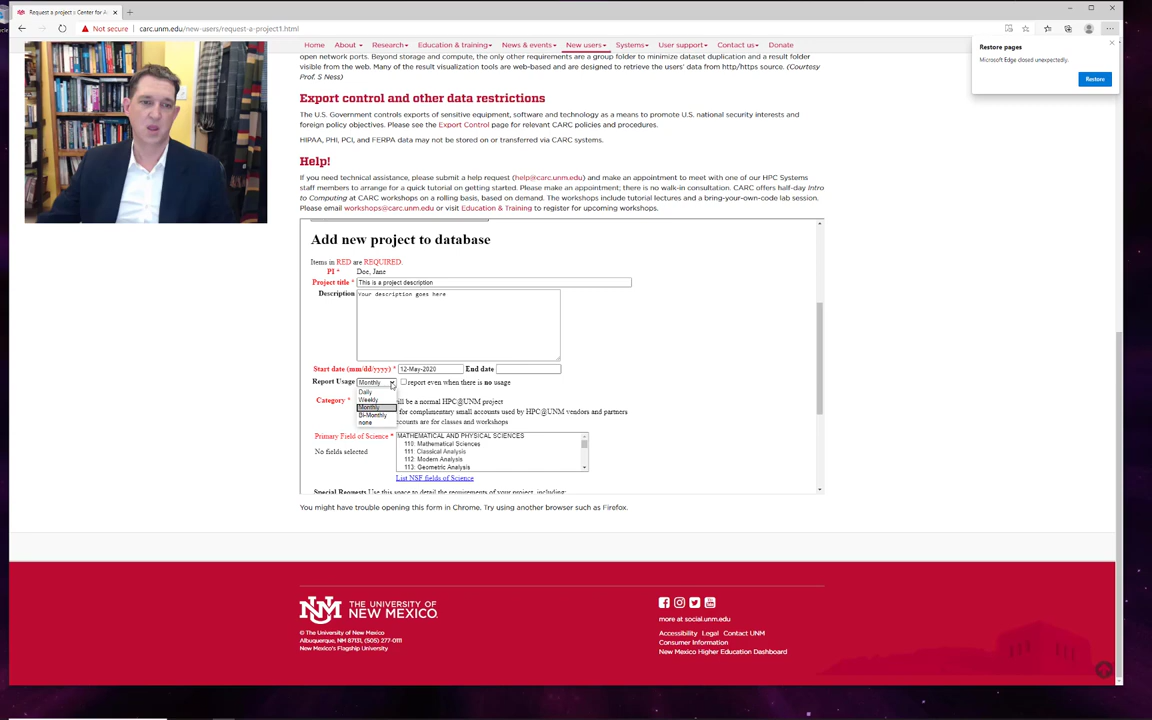 Request a project :: Center for A
Not secure
carc.unm.edu/new-users/request-a-project1.html
Home
About
Research
Education & training
News & events
New users
Systems
User support
Contact us
Donate
Restore pages
Microsoft Edge closed unexpectedly.
Restore
open network ports. Beyond storage and compute, the only other requirements are a group folder to minimize dataset duplication and a result folder
visible from the web. Many of the result visualization tools are web-based and are designed to retrieve the users' data from http/https source. (Courtesy
Prof. S Ness)
Export control and other data restrictions
The U.S. Government controls exports of sensitive equipment, software and technology as a means to promote U.S. national security interests and
foreign policy objectives. Please see the Export Control page for relevant CARC policies and procedures.
HIPAA, PHI, PCI, and FERPA data may not be stored on or transferred via CARC systems.
Help!
If you need technical assistance, please submit a help request (help@carc.unm.edu) and make an appointment to meet with one of our HPC Systems
staff members to arrange for a quick tutorial on getting started. Please make an appointment; there is no walk-in consultation. CARC offers half-day Intro
to Computing at CARC workshops on a rolling basis, based on demand. The workshops include tutorial lectures and a bring-your-own-code lab session.
Please email workshops@carc.unm.edu or visit Education & Training to register for upcoming workshops.
Add new project to database
Items in RED are REQUIRED.
PI * Doe, Jane
Project title * This is a project description
Description Your description goes here
Start date (mm/dd/yyyy) * 12-May-2020 End date
Report Usage Monthly report even when there is no usage
Daily
Weekly
Monthly
Bi-Monthly
none
Category * ll be a normal HPC@UNM project
for complimentary small accounts used by HPC@UNM vendors and partners
ccounts are for classes and workshops
Primary Field of Science *
No fields selected
MATHEMATICAL AND PHYSICAL SCIENCES
110: Mathematical Sciences
111: Classical Analysis
112: Modern Analysis
113: Geometric Analysis
List NSF fields of Science
Special Requests Use this space to detail the requirements of your project, including:
You might have trouble opening this form in Chrome. Try using another browser such as Firefox.
UNM THE UNIVERSITY OF
NEW MEXICO.
© The University of New Mexico
Albuquerque, NM 87131, (505) 277-0111
New Mexico's Flagship University
more at social.unm.edu
Accessibility Legal Contact UNM
Consumer Information
New Mexico Higher Education Dashboard